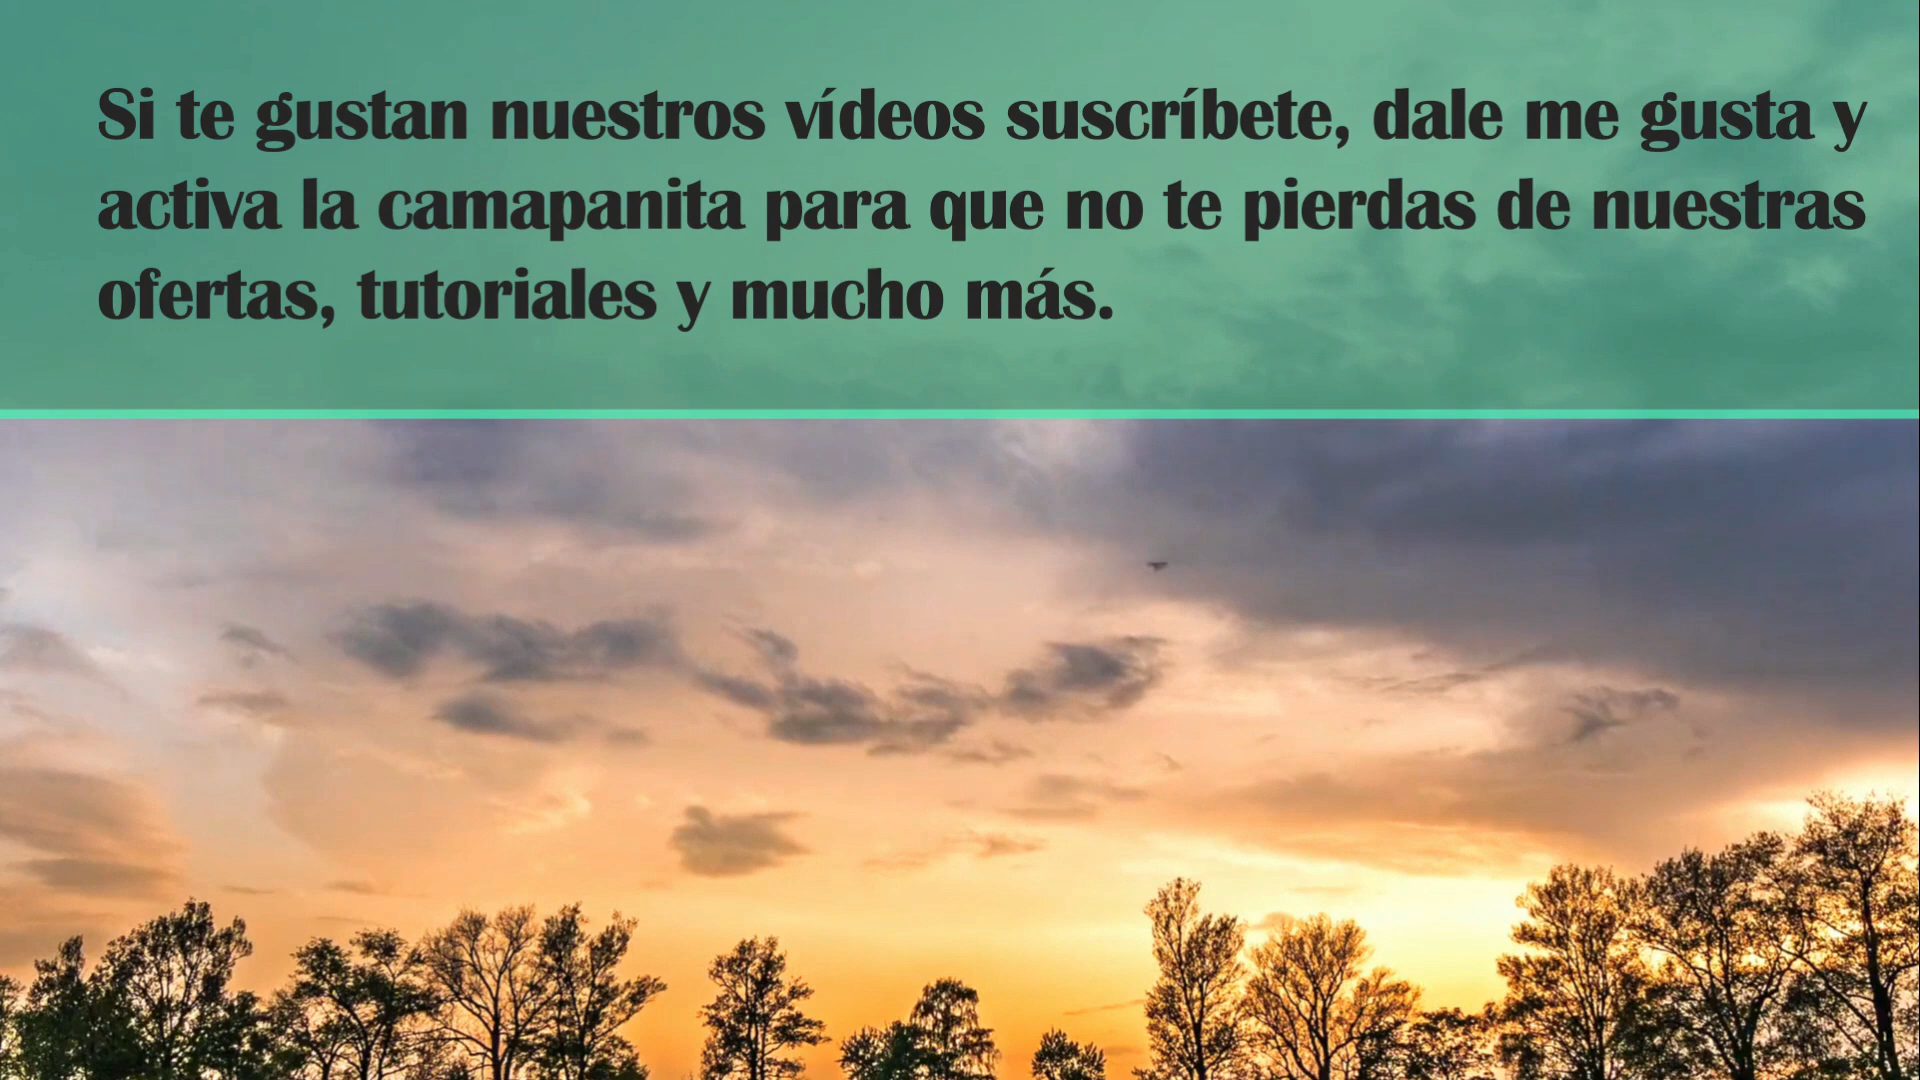 Si te gustan nuestros vídeos suscríbete, dale me gusta y
activa la camapanita para que no te pierdas de nuestras
ofertas, tutoriales y mucho más.